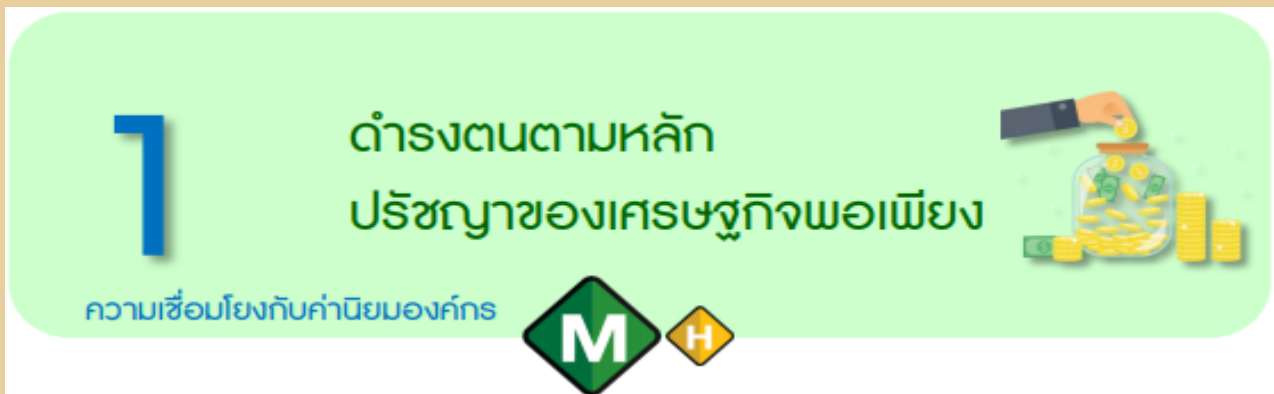 1
ดำรงตนตามหลัก
ปรัชญาของเศรษฐกิจพอเพียง
ความเชื่อมโยงกับค่านิยมองค์กร
M H